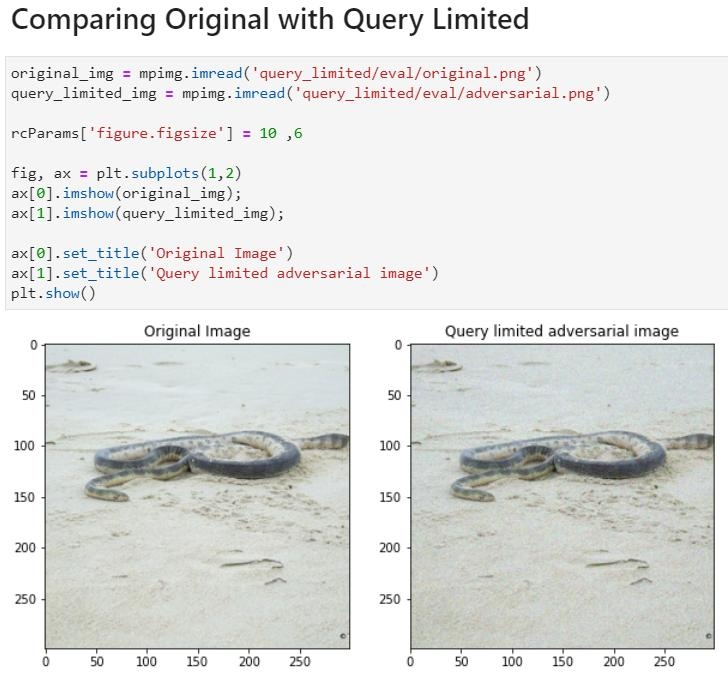 Comparing Original with Query Limited
original_img = mpimg.imread('query_limited/eval/original.png')
query_limited_img = mpimg.imread('query_limited/eval/adversarial.png')
rcParams['figure.figsize'] = 10 ,6
fig, ax = plt.subplots(1,2)
ax[0].imshow(original_img);
ax[1].imshow(query_limited_img);
ax[0].set_title('Original Image')
ax[1].set_title('Query limited adversarial image')
plt.show()
Original Image
0
50
100
150
200
250
0 50 100 150 200 250
Query limited adversarial image
0
50
100
150
200
250
0 50 100 150 200 250